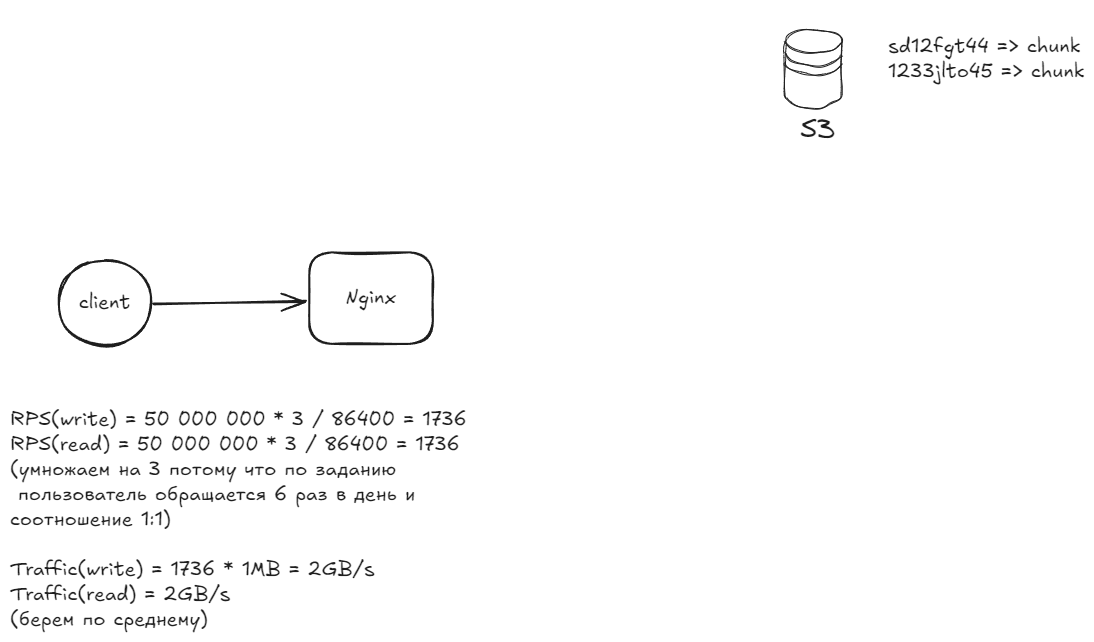 sd12fgt44 => chunk
1233jlto45 => chunk
S3
client
Nginx
RPS(write) = 50 000 000 * 3 / 86400 = 1736
RPS(read) = 50 000 000 * 3 / 86400 = 1736
(умножаем на 3 потому что по заданию
пользователь обращается 6 раз в день и
соотношение 1:1)
Traffic(write) = 1736 * 1MB = 2GB/s
Traffic(read) = 2GB/s
(берем по среднему)